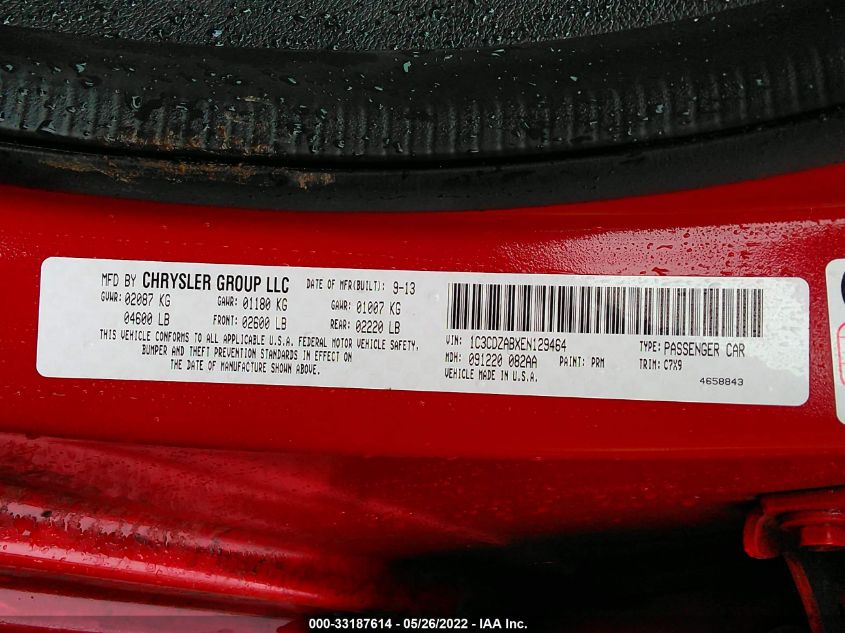 MFD BY CHRYSLER GROUP LLC DATE OF MFR(BUILT): 9-13
GVWR: 02087 KG GAWR: 01180 KG GAWR: 01007 KG
04600 LB FRONT: 02600 LB REAR: 02220 LB
THIS VEHICLE CONFORMS TO ALL APPLICABLE U.S.A. FEDERAL MOTOR VEHICLE SAFETY,
BUMPER AND THEFT PREVENTION STANDARDS IN EFFECT ON
THE DATE OF MANUFACTURE SHOWN ABOVE.
VIN: 1C3CDZABXEN129464 TYPE: PASSENGER CAR
MDH: 091220 082AA PAINT: PRM TRIM: C7X9
VEHICLE MADE IN U.S.A.
4658843
000-33187614 - 05/26/2022 - IAA Inc.